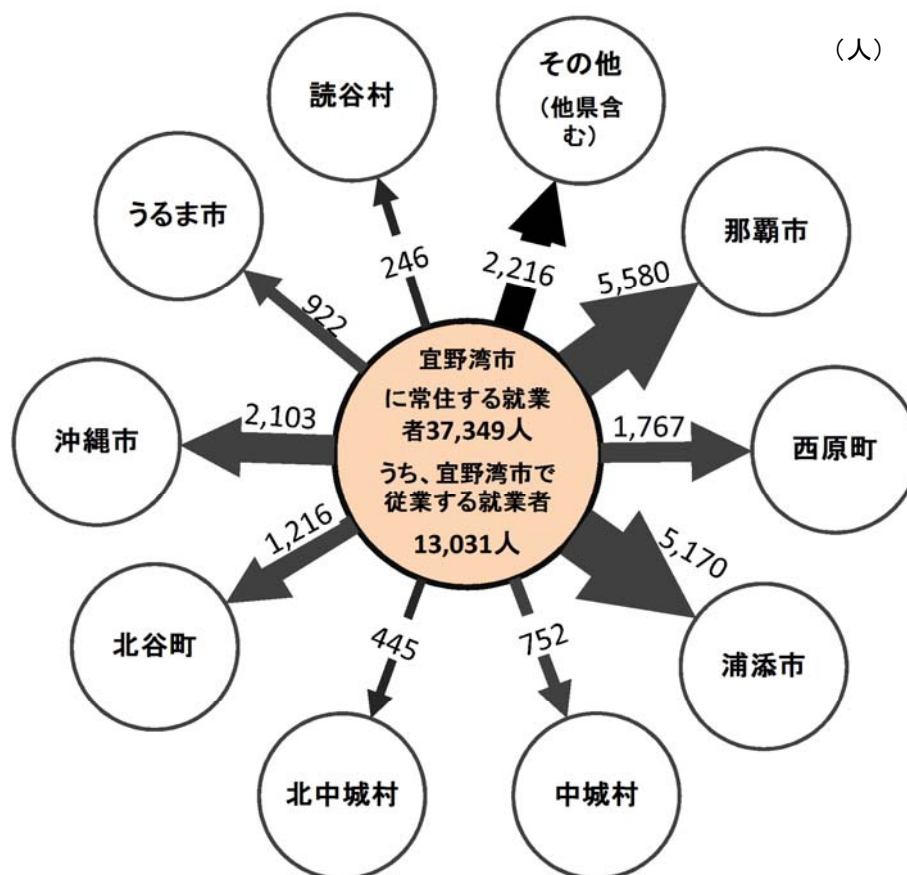 （人）
その他
（他県含
む）
読谷村
那覇市
うるま市
246
2,216
5,580
922
宜野湾市
に常住する就業
者37,349人
うち、宜野湾市で
従業する就業者
13,031人
2,103
沖縄市
1,767
西原町
1,216
5,170
北谷町
445
752
浦添市
北中城村
中城村